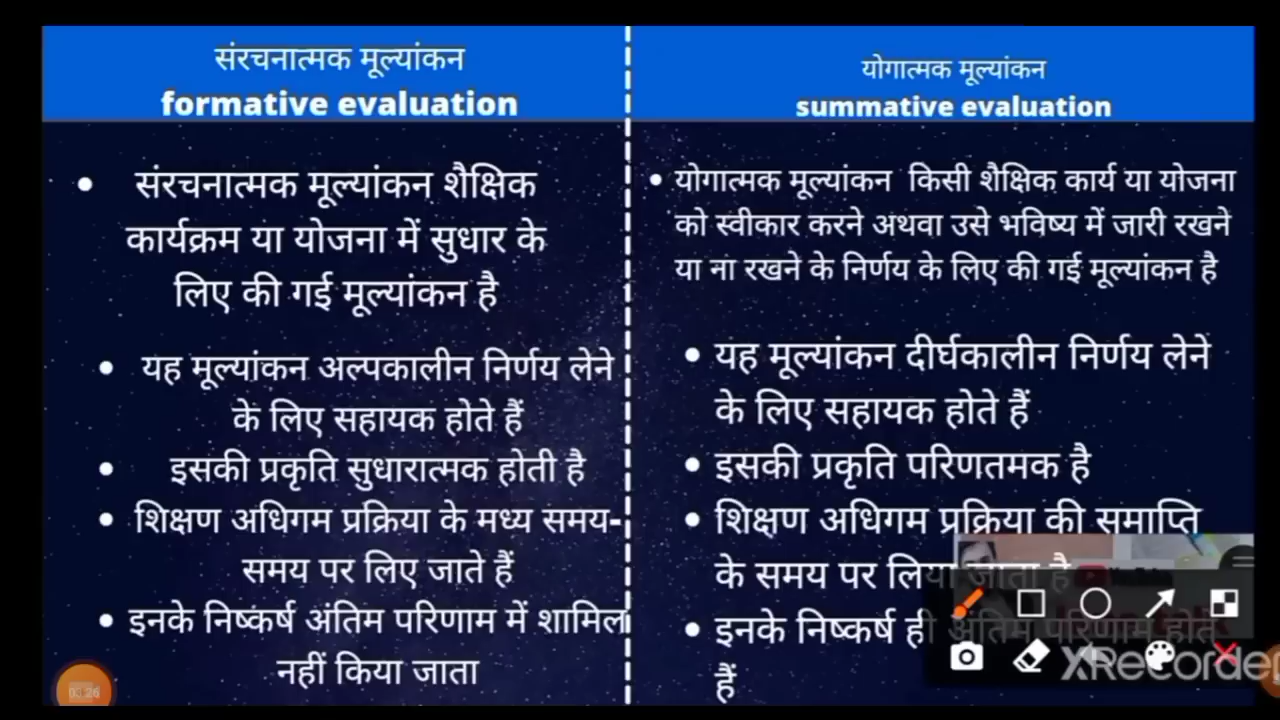 संरचनात्मक मूल्यांकन
formative evaluation
संरचनात्मक मूल्यांकन शैक्षिक
कार्यक्रम या योजना में सुधार के
लिए की गई मूल्यांकन है
यह मूल्यांकन अल्पकालीन निर्णय लेने
के लिए सहायक होते हैं
इसकी प्रकृति सुधारात्मक होती है
शिक्षण अधिगम प्रक्रिया के मध्य समय-
समय पर लिए जाते हैं
इनके निष्कर्ष अंतिम परिणाम में शामिल
नहीं किया जाता
योगात्मक मूल्यांकन
summative evaluation
योगात्मक मूल्यांकन किसी शैक्षिक कार्य या योजना
को स्वीकार करने अथवा उसे भविष्य में जारी रखने
या ना रखने के निर्णय के लिए की गई मूल्यांकन है
यह मूल्यांकन दीर्घकालीन निर्णय लेने
के लिए सहायक होते हैं
इसकी प्रकृति परिणतमक है
शिक्षण अधिगम प्रक्रिया की समाप्ति
के समय पर लिया जाता है
इनके निष्कर्ष ही अंतिम परिणाम होते
हैं
03:26
XRecorder